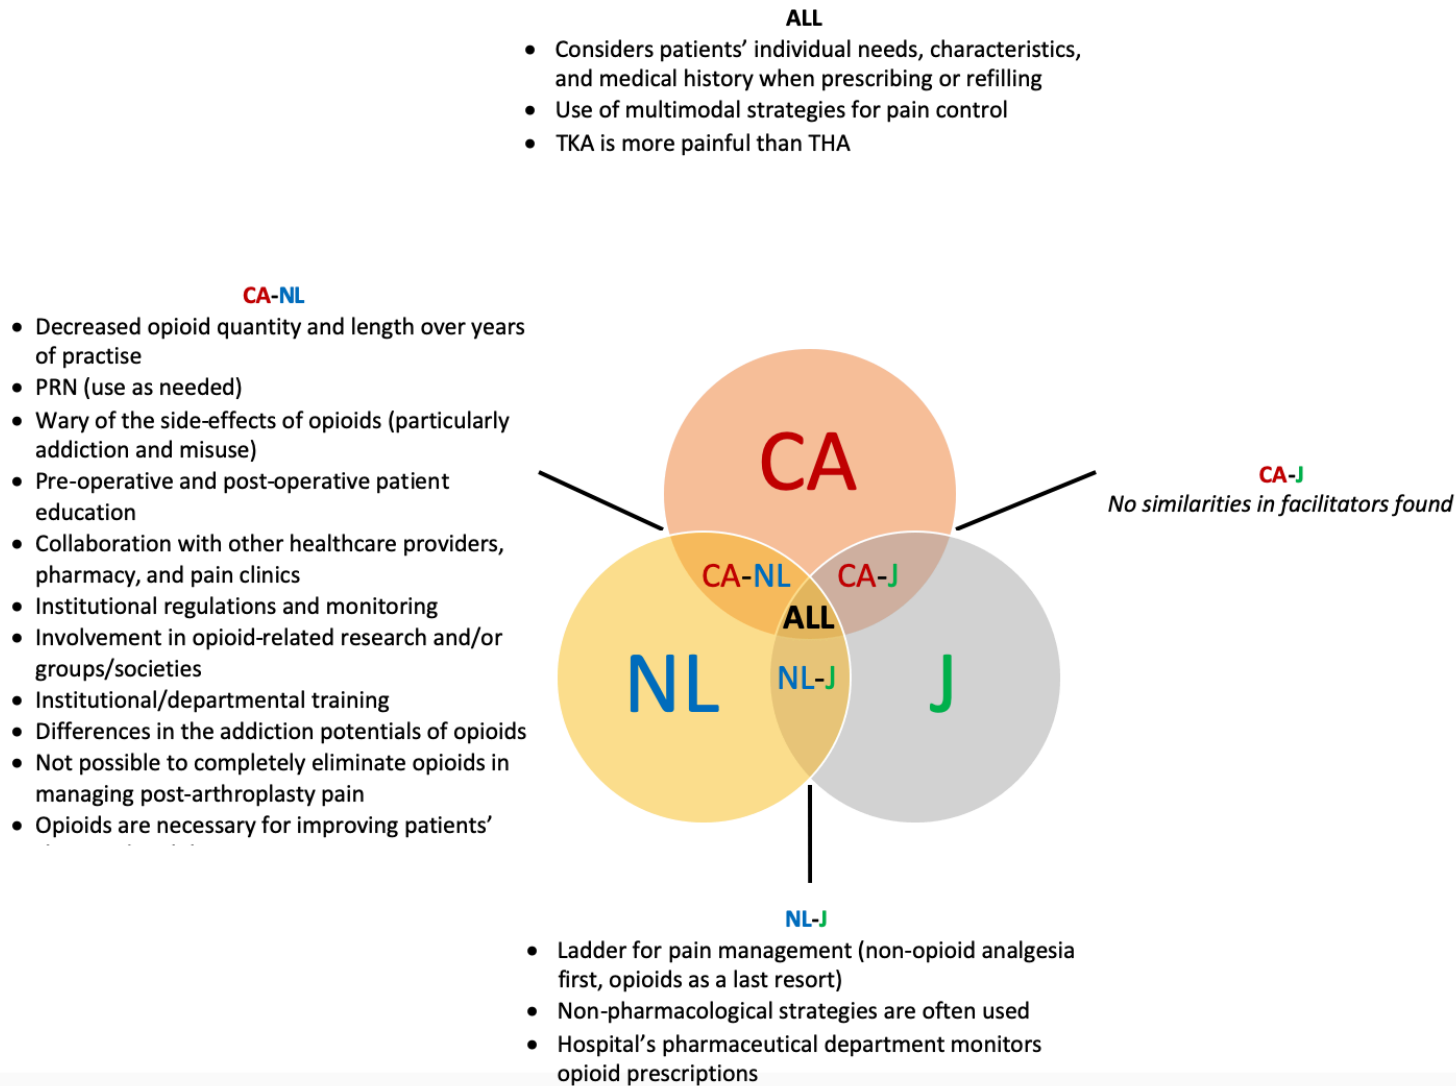 ALL
• Considers patients’ individual needs, characteristics,
and medical history when prescribing or refilling
• Use of multimodal strategies for pain control
• TKA is more painful than THA
CA-NL
• Decreased opioid quantity and length over years
of practise
• PRN (use as needed)
• Wary of the side-effects of opioids (particularly
addiction and misuse)
• Pre-operative and post-operative patient
education
• Collaboration with other healthcare providers,
pharmacy, and pain clinics
• Institutional regulations and monitoring
• Involvement in opioid-related research and/or
groups/societies
• Institutional/departmental training
• Differences in the addiction potentials of opioids
• Not possible to completely eliminate opioids in
managing post-arthroplasty pain
• Opioids are necessary for improving patients’
CA
CA-NL
CA-J
ALL
NL
NL-J
J
CA-J
No similarities in facilitators found
NL-J
• Ladder for pain management (non-opioid analgesia
first, opioids as a last resort)
• Non-pharmacological strategies are often used
• Hospital’s pharmaceutical department monitors
opioid prescriptions